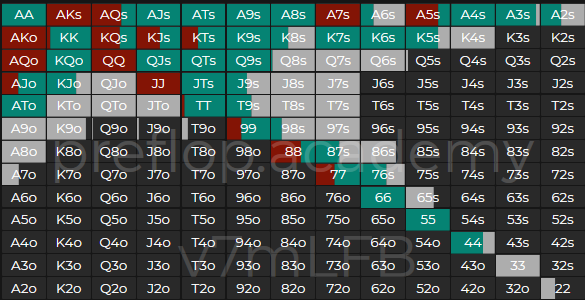 AA AKs AQs AJs ATs A9s A8s A7s A6s A5s A4s A3s A2s
AKo KK KQs KJs KTs K9s K8s K7s K6s K5s K4s K3s K2s
AQo KQo QQ QJs QTs Q9s Q8s Q7s Q6s Q5s Q4s Q3s Q2s
AJo KJo QJo JJ JTs J9s J8s J7s J6s J5s J4s J3s J2s
ATo KTo QTo JTo TT T9s T8s T7s T6s T5s T4s T3s T2s
A9o K9o Q9o J9o T9o 99 98s 97s 96s 95s 94s 93s 92s
A8o K8o Q8o J8o T8o 98o 88 87s 86s 85s 84s 83s 82s
preflop.academy
A7o K7o Q7o J7o T7o 97o 87o 77 76s 75s 74s 73s 72s
A6o K6o Q6o J6o T6o 96o 86o 76o 66 65s 64s 63s 62s
A5o K5o Q5o J5o T5o 95o 85o 75o 65o 55 54s 53s 52s
A4o K4o Q4o J4o T4o 94o 84o 74o 64o 54o 44 43s 42s
v7mLFB
A3o K3o Q3o J3o T3o 93o 83o 73o 63o 53o 43o 33 32s
A2o K2o Q2o J2o T2o 92o 82o 72o 62o 52o 42o 32o 22